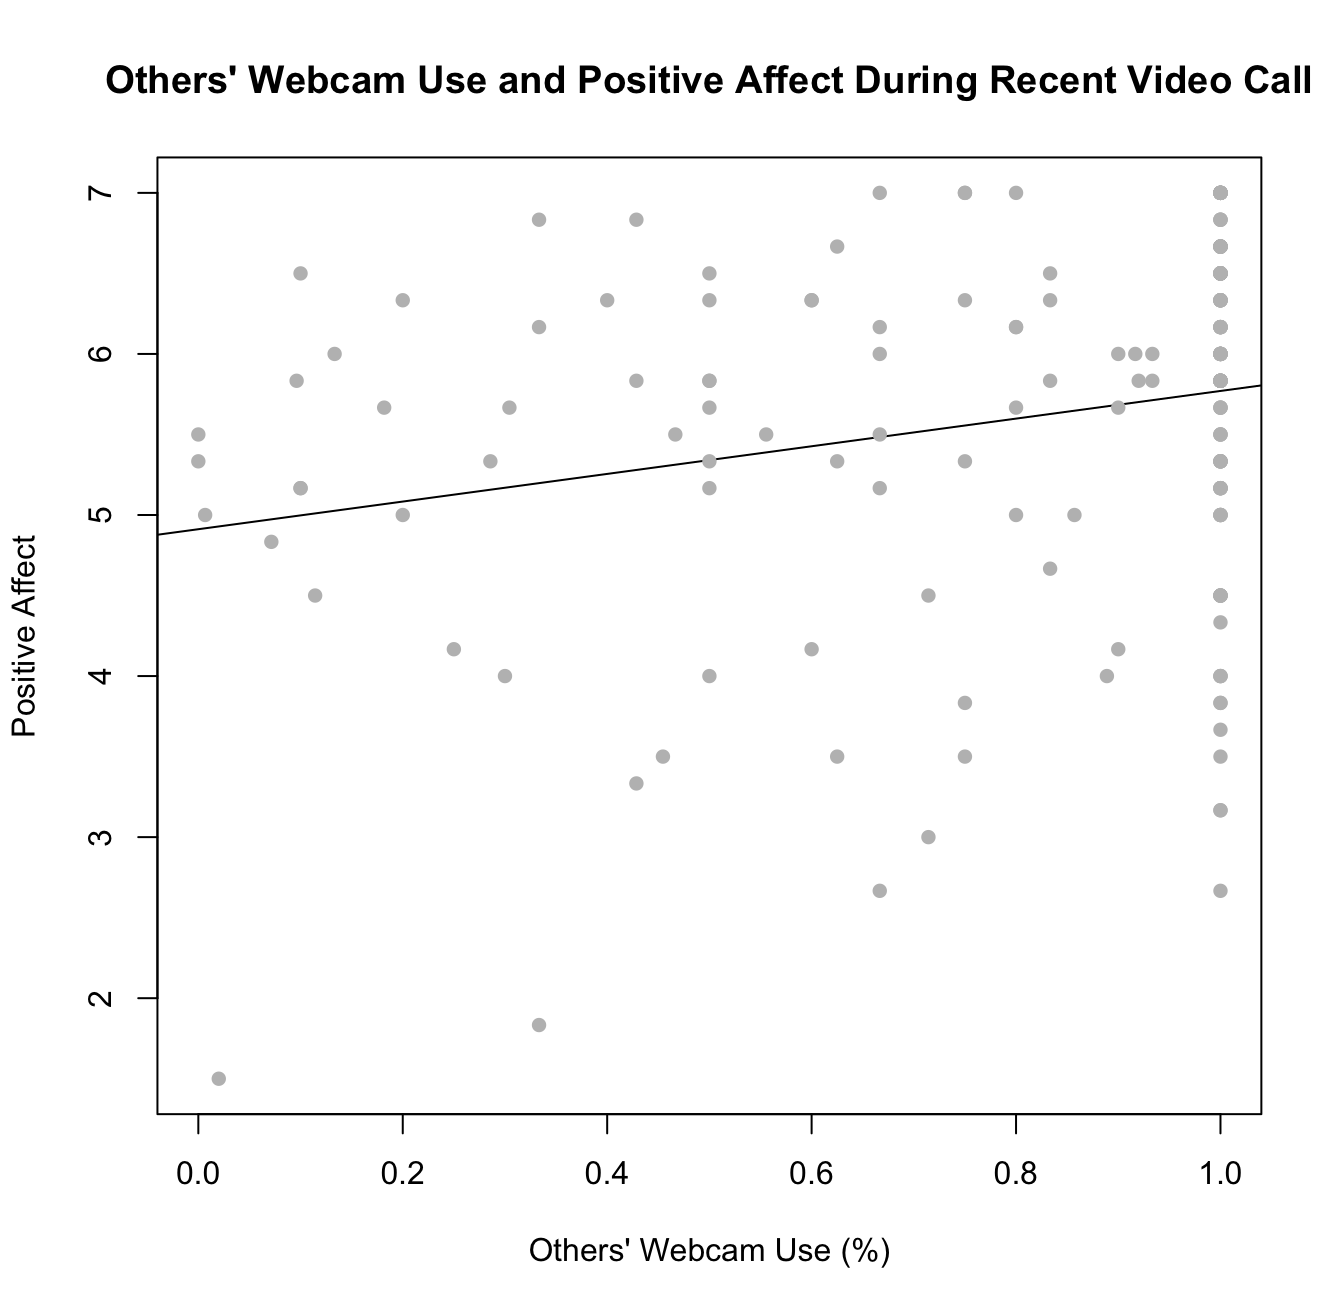 Others' Webcam Use and Positive Affect During Recent Video Call
7
6
5
4
3
2
Positive Affect
0.0 0.2 0.4 0.6 0.8 1.0
Others' Webcam Use (%)